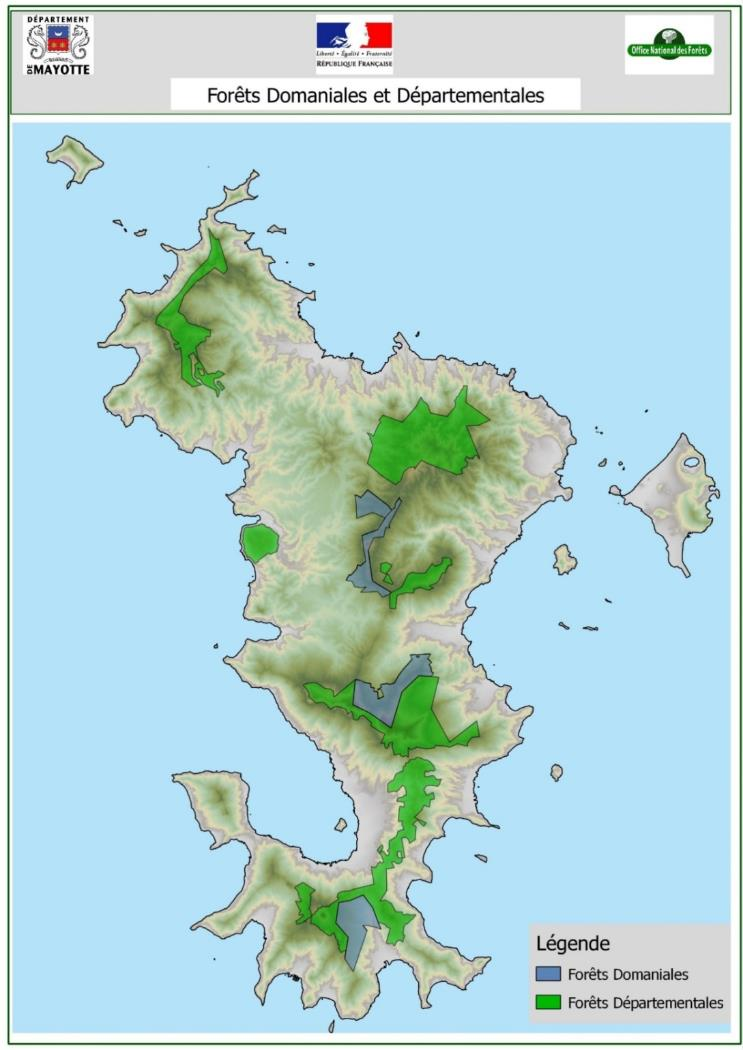 DÉPARTEMENT
DE MAYOTTE
Liberté • Égalité • Fraternité
RÉPUBLIQUE FRANÇAISE
Office National des Forêts
Forêts Domaniales et Départementales
Légende
Forêts Domaniales
Forêts Départementales